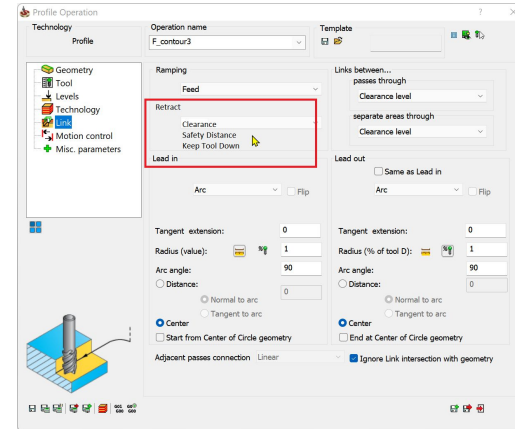 Profile Operation
Technology
Profile
Operation name
F_contour3
Template
Geometry
Tool
Levels
Technology
Link
Motion control
Misc. parameters
Ramping
Feed
Retract
Clearance
Safety Distance
Keep Tool Down
Links between...
passes through
Clearance level
separate areas through
Clearance level
Lead in
Arc
Flip
Tangent extension: 0
Radius (value): 1
Arc angle: 90
Distance: 0
Normal to arc
Tangent to arc
Center
Start from Center of Circle geometry
Lead out
Same as Lead in
Arc
Flip
Tangent extension: 0
Radius (% of tool D): 1
Arc angle: 90
Distance: 0
Normal to arc
Tangent to arc
Center
End at Center of Circle geometry
Adjacent passes connection Linear
Ignore Link intersection with geometry